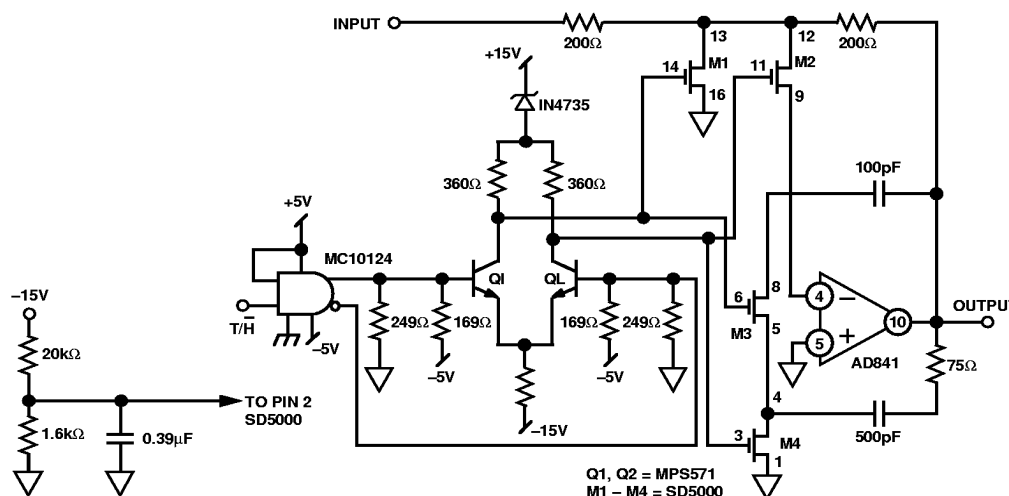 INPUT
200Ω
13
12
200Ω
+15V
14
M1
11
M2
16
9
IN4735
360Ω
360Ω
100pF
+5V
MC10124
QI
QL
8
4
−
–15V
6
10
OUTPUT
T/H
249Ω
169Ω
169Ω
249Ω
M3
5
5
+
–5V
AD841
75Ω
20kΩ
–5V
–5V
4
TO PIN 2
SD5000
–15V
1.6kΩ
0.39μF
3
500pF
M4
1
Q1, Q2 = MPS571
M1 – M4 = SD5000